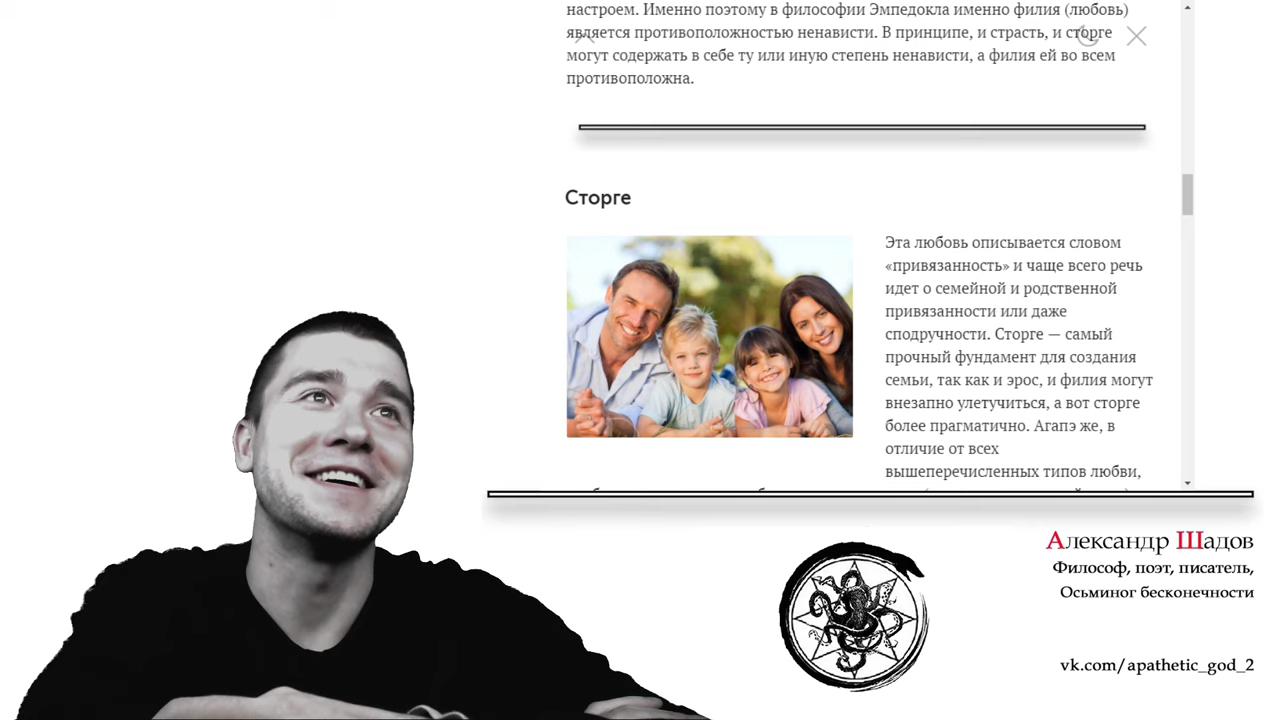 настроем. Именно поэтому в философии Эмпедокла именно филия (любовь)
является противоположностью ненависти. В принципе, и страсть, и сторге
могут содержать в себе ту или иную степень ненависти, а филия ей во всем
противоположна.
Сторге
Эта любовь описывается словом
«привязанность» и чаще всего речь
идет о семейной и родственной
привязанности или даже
сподручности. Сторге — самый
прочный фундамент для создания
семьи, так как и эрос, и филия могут
внезапно улетучиться, а вот сторге
более прагматично. Агапэ же, в
отличие от всех
вышеперечисленных типов любви,
Александр Шадов
Философ, поэт, писатель,
Осьминог бесконечности
vk.com/apathetic_god_2